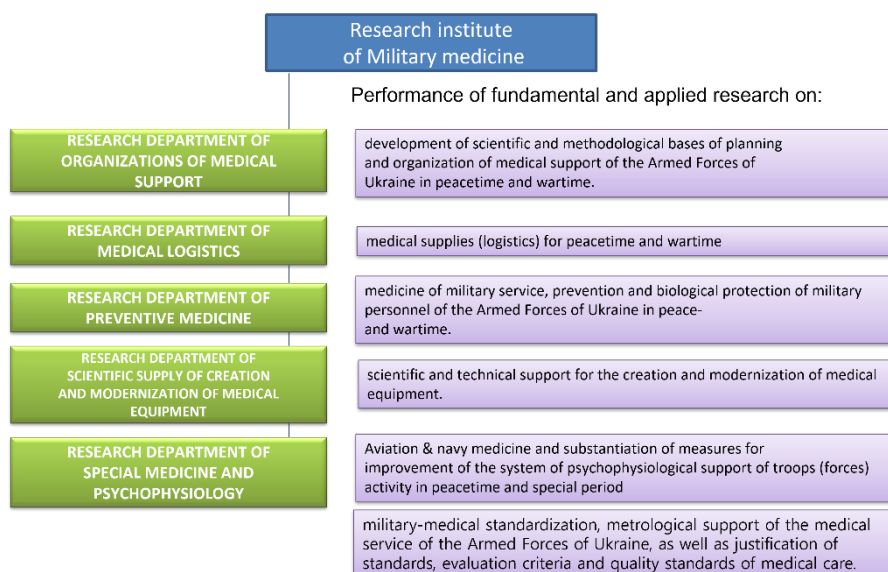 Research institute
of Military medicine
Performance of fundamental and applied research on:
RESEARCH DEPARTMENT OF
ORGANIZATIONS OF MEDICAL
SUPPORT
development of scientific and methodological bases of planning
and organization of medical support of the Armed Forces of
Ukraine in peacetime and wartime.
RESEARCH DEPARTMENT OF
MEDICAL LOGISTICS
medical supplies (logistics) for peacetime and wartime
RESEARCH DEPARTMENT OF
PREVENTIVE MEDICINE
medicine of military service, prevention and biological protection of military
personnel of the Armed Forces of Ukraine in peace-
and wartime.
RESEARCH DEPARTMENT OF
SCIENTIFIC SUPPLY OF CREATION
AND MODERNIZATION OF MEDICAL
EQUIPMENT
scientific and technical support for the creation and modernization of medical
equipment.
RESEARCH DEPARTMENT OF
SPECIAL MEDICINE AND
PSYCHOPHYSIOLOGY
Aviation & navy medicine and substantiation of measures for
improvement of the system of psychophysiological support of troops (forces)
activity in peacetime and special period
military-medical standardization, metrological support of the medical
service of the Armed Forces of Ukraine, as well as justification of
standards, evaluation criteria and quality standards of medical care.